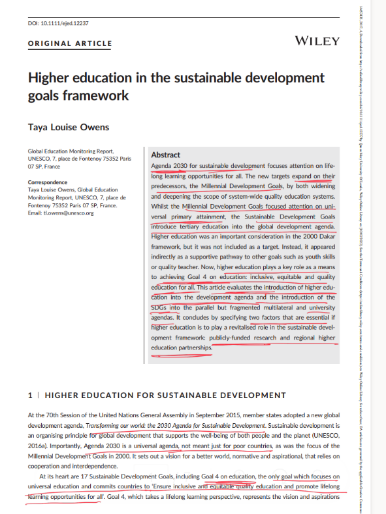 DOI: 10.1111/ejed.12237
ORIGINAL ARTICLE
WILEY
Higher education in the sustainable development
goals framework
Taya Louise Owens
Global Education Monitoring Report,
UNESCO, 7, place de Fontenoy 75352 Paris
07 SP, France
Correspondence
Taya Louise Owens, Global Education
Monitoring Report, UNESCO, 7, place de
Fontenoy 75352 Paris 07 SP, France.
Email: tl.owens@unesco.org
Abstract
Agenda 2030 for sustainable development focuses attention on life-
long learning opportunities for all. The new targets expand on their
predecessors, the Millennium Development Goals, by both widening
and deepening the scope of system-wide quality education systems.
Whilst the Millennium Development Goals focused attention on uni-
versal primary attainment, the Sustainable Development Goals
introduce tertiary education into the global development agenda.
Higher education was an important consideration in the 2000 Dakar
framework, but it was not included as a target. Instead, it appeared
indirectly as a supportive pathway to other goals such as youth skills
or quality teacher. Now, higher education plays a key role as a means
to achieving Goal 4 on education: inclusive, equitable and quality
education for all. This article evaluates the introduction of higher edu-
cation into the development agenda and the introduction of the
SDGs into the parallel but fragmented multilateral and university
agendas. It concludes by specifying two factors that are essential if
higher education is to play a revitalised role in the sustainable devel-
opment framework: publicly-funded research and regional higher
education partnerships.
1 | HIGHER EDUCATION FOR SUSTAINABLE DEVELOPMENT
At the 70th Session of the United Nations General Assembly in September 2015, member states adopted a new global
development agenda, Transforming our world: the 2030 Agenda for Sustainable Development. Sustainable development is
an organising principle for global development that supports the well-being of both people and the planet (UNESCO,
2016a). Importantly, Agenda 2030 is a universal agenda, not meant just for poor countries, as was the focus of the
Millennium Development Goals in 2000. It sets out a vision for a better world, normative and aspirational, that relies on
cooperation and interdependence.
At its heart are 17 Sustainable Development Goals, including Goal 4 on education, the only goal which focuses on
universal education and commits countries to 'Ensure inclusive and equitable quality education and promote lifelong
learning opportunities for all'. Goal 4, which takes a lifelong learning perspective, represents the vision and aspirations